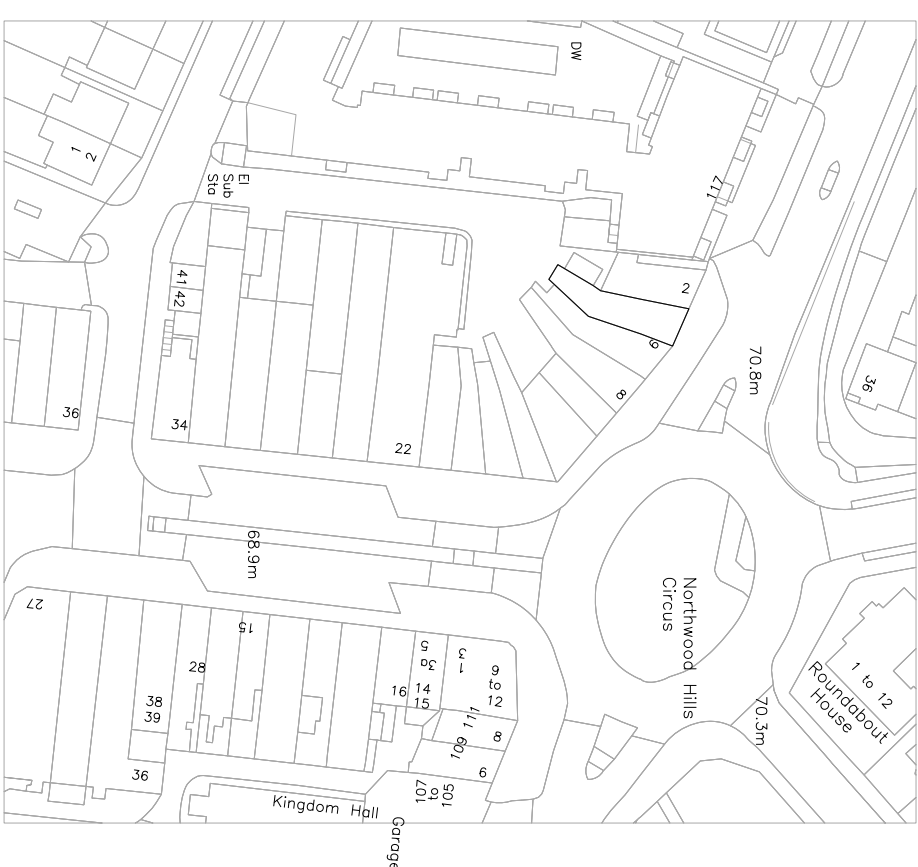 DW
1
2
El
Sub
Sta
117
41
42
2
6
70.8m
36
8
36
34
22
68.9m
Northwood Hills
Circus
27
15
5
3a
3
1
6
to
12
28
16
14
15
38
39
111
109
8
36
6
107
to
105
Kingdom Hall
Garage
1 to 12
Roundabout
House
70.3m